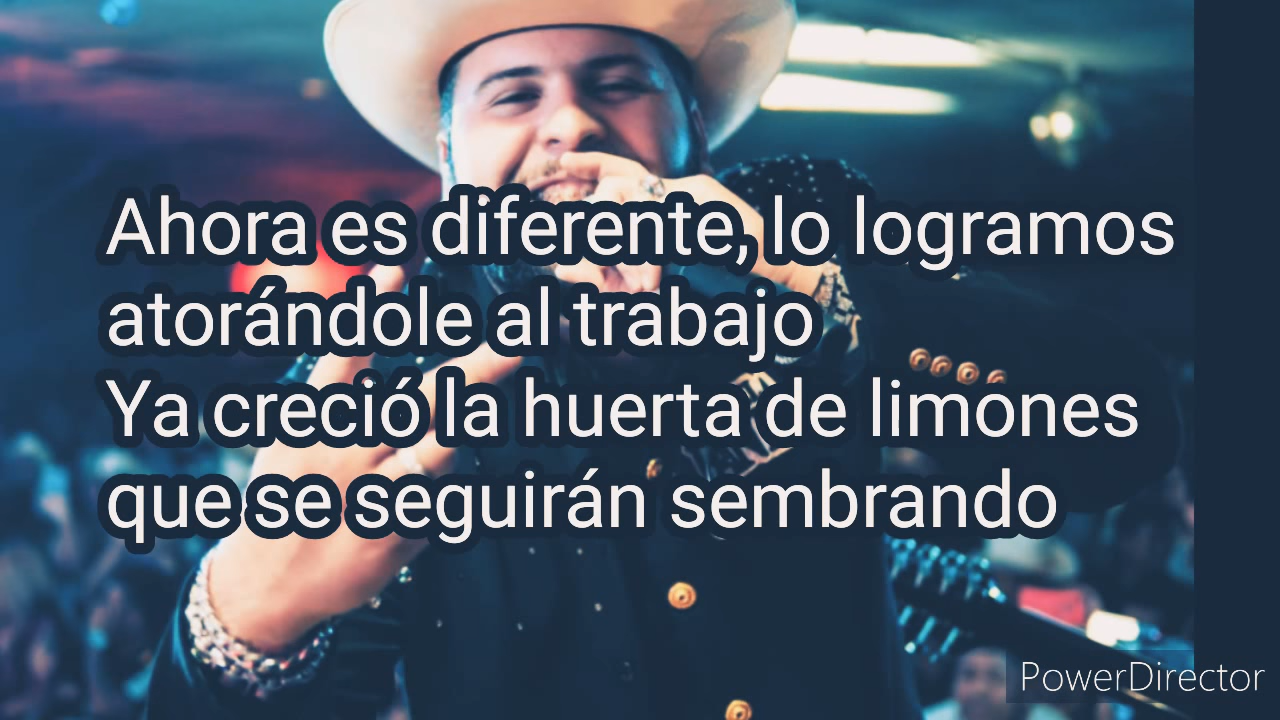 Ahora es diferente, lo logramos
atorándole al trabajo
Ya creció la huerta de limones
que se seguirán sembrando
PowerDirector